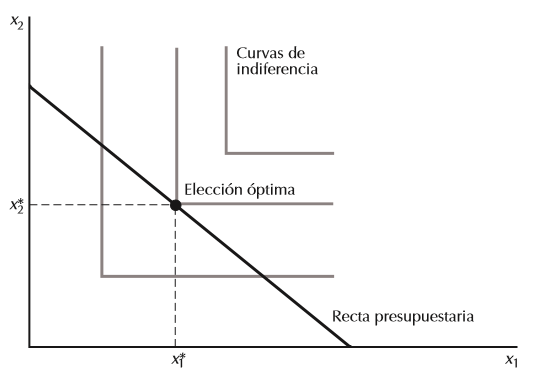 x₂
Curvas de
indiferencia
Elección óptima
x₂*
Recta presupuestaria
x₁*
x₁